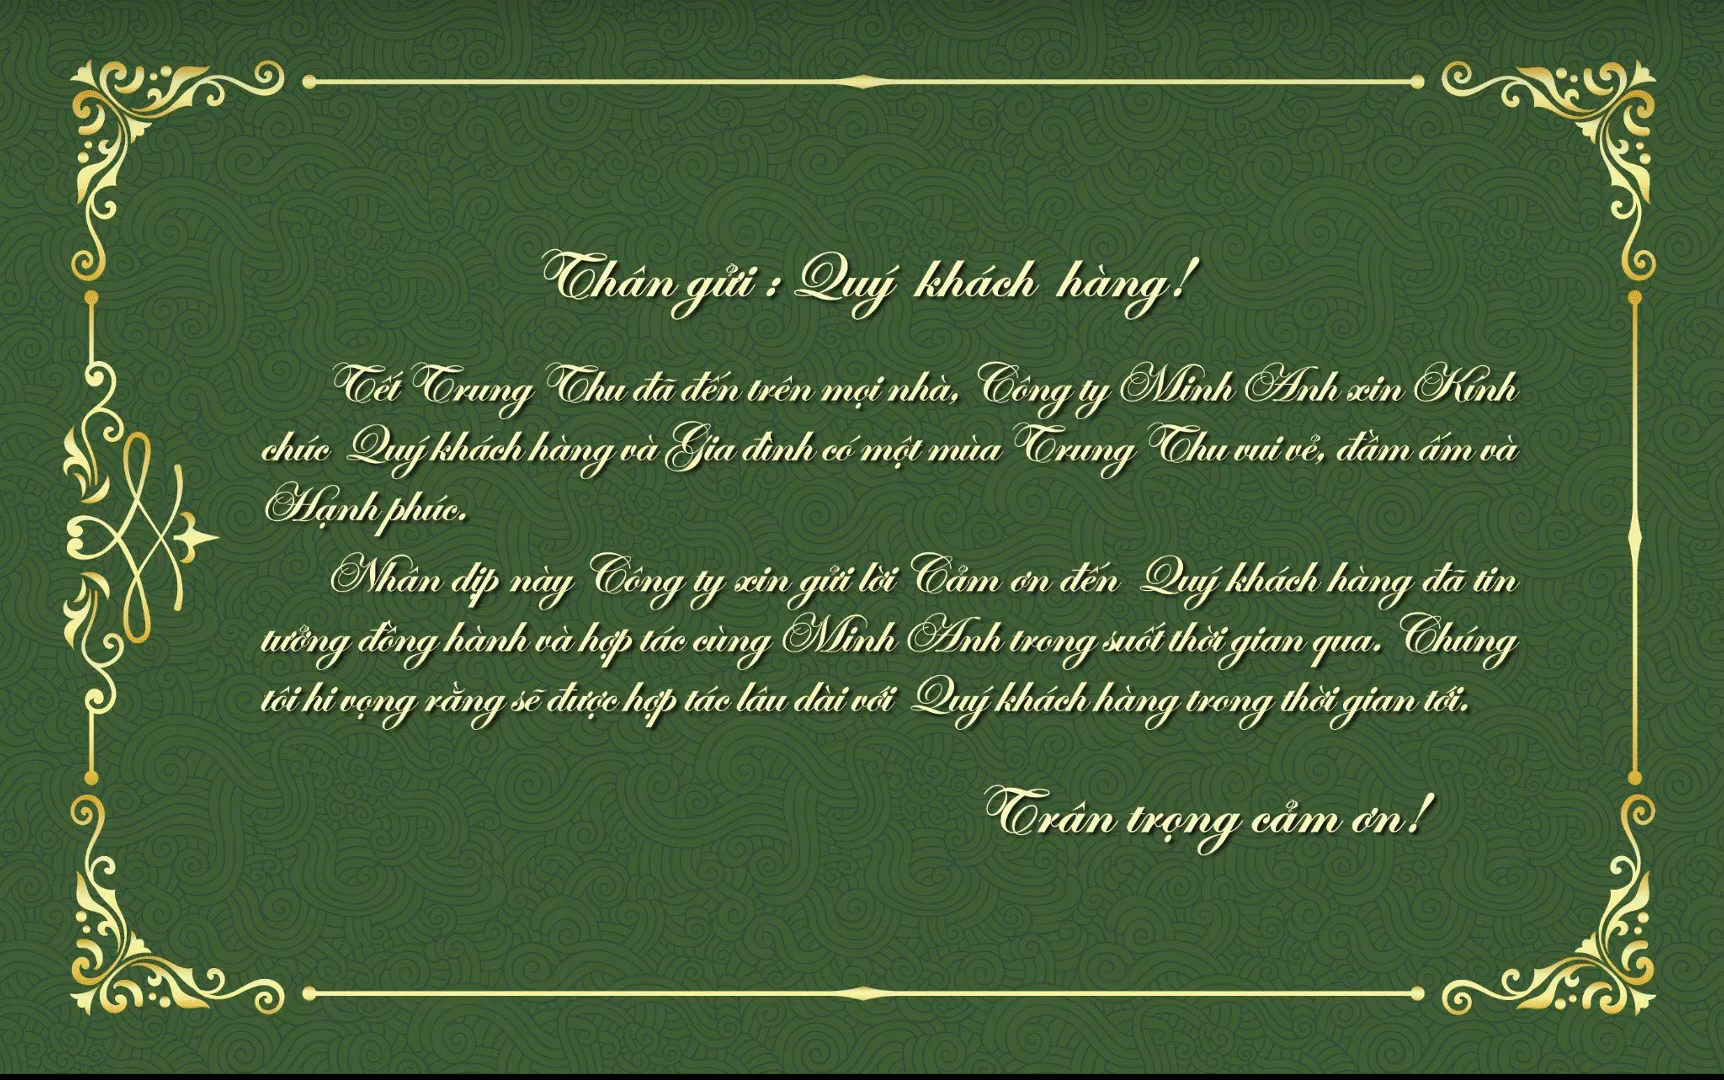 Thân gửi : Quý khách hàng!
Tết Trung Thu đã đến trên mọi nhà, Công ty Minh Anh xin Kính
chúc Quý khách hàng và Gia đình có một mùa Trung Thu vui vẻ, đầm ấm và
Hạnh phúc.
Nhân dịp này Công ty xin gửi lời Cảm ơn đến Quý khách hàng đã tin
tưởng đồng hành và hợp tác cùng Minh Anh trong suốt thời gian qua. Chúng
tôi hi vọng rằng sẽ được hợp tác lâu dài với Quý khách hàng trong thời gian tới.
Trân trọng cảm ơn!